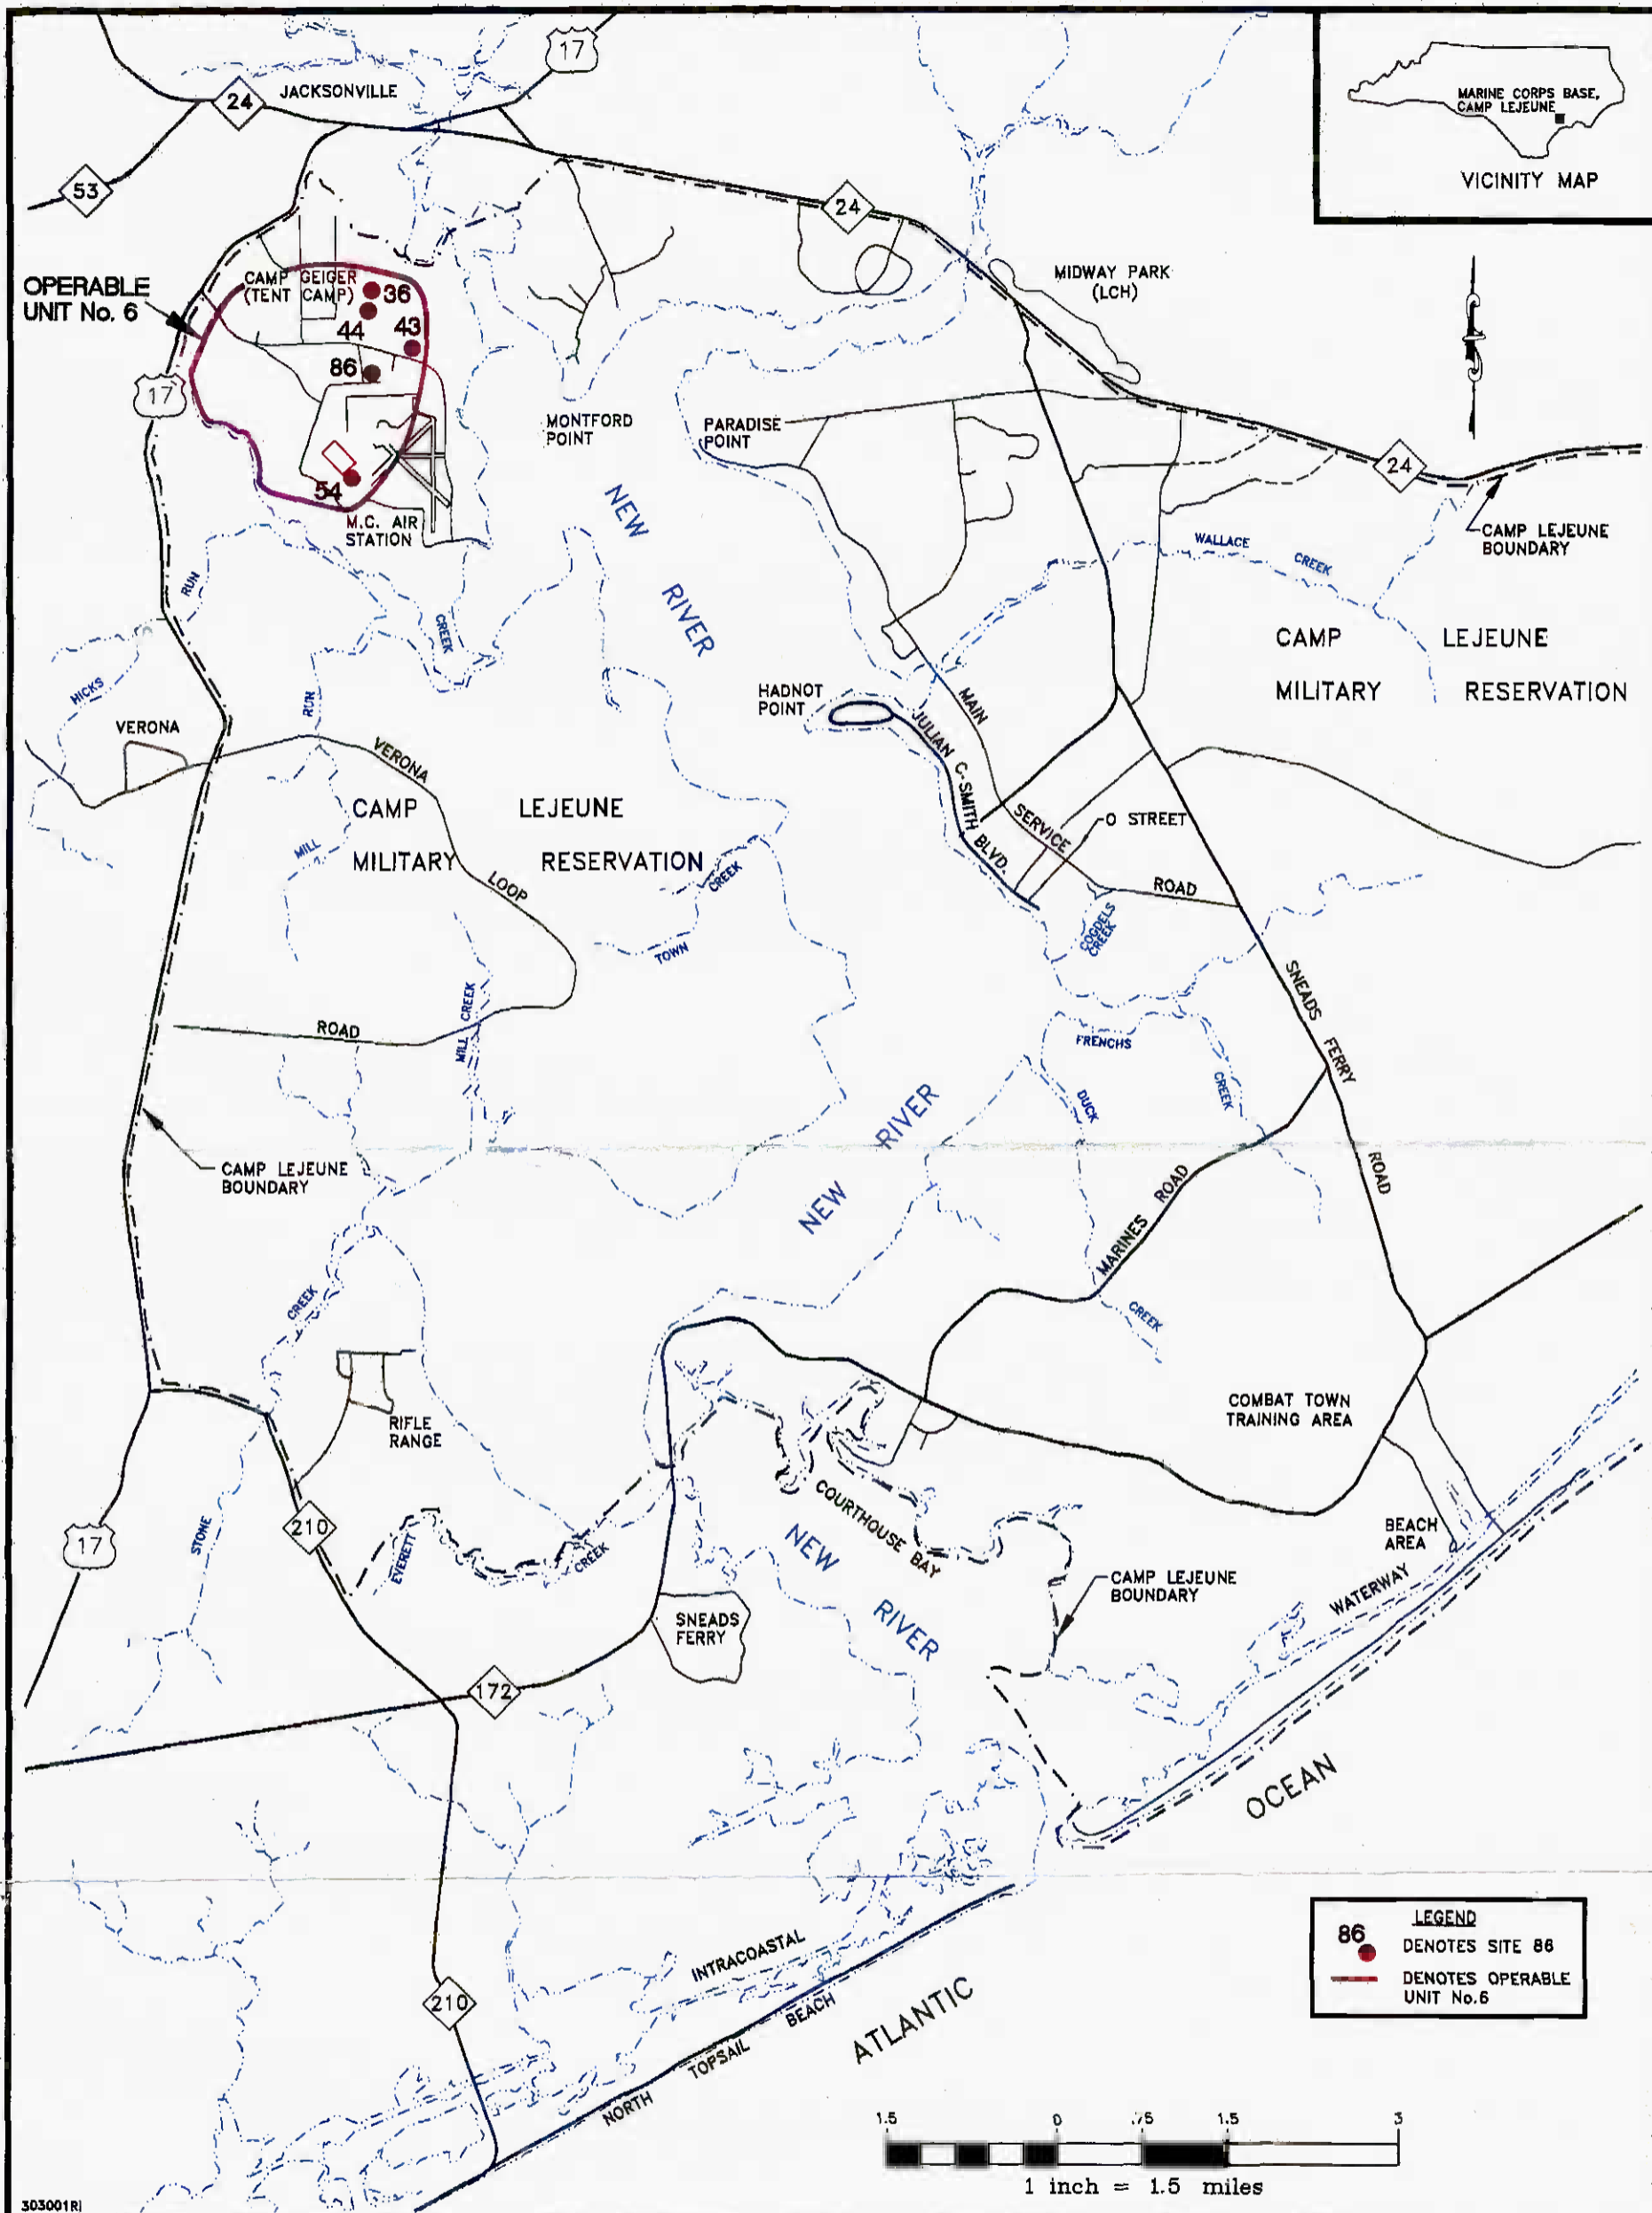 17
24
JACKSONVILLE
53
24
MARINE CORPS BASE,
CAMP LEJEUNE
VICINITY MAP
OPERABLE
UNIT No. 6
CAMP GEIGER
(TENT CAMP)
36
44
43
86
17
54
M.C. AIR
STATION
MIDWAY PARK
(LCH)
MONTFORD
POINT
PARADISE
POINT
24
CAMP LEJEUNE
BOUNDARY
NEW
RIVER
WALLACE
CREEK
RUN
CREEK
HICKS
RUN
CAMP LEJEUNE
MILITARY RESERVATION
HADNOT
POINT
MAIN
JULIAN C. SMITH BLVD.
SERVICE
ROAD
O STREET
VERONA
VERONA
LOOP
ROAD
CAMP LEJEUNE
MILITARY RESERVATION
MILL
CREEK
TOWN
MILL CREEK
COGDELS
CREEK
SNEADS
FERRY
ROAD
FRENCHS
CREEK
DUCK
CREEK
NEW
RIVER
MARINES ROAD
CAMP LEJEUNE
BOUNDARY
CREEK
STONE
RIFLE
RANGE
COMBAT TOWN
TRAINING AREA
210
17
EVERETT
CREEK
COURTHOUSE BAY
NEW
RIVER
BEACH
AREA
CAMP LEJEUNE
BOUNDARY
WATERWAY
SNEADS
FERRY
172
OCEAN
INTRACOASTAL
210
NORTH TOPSAIL BEACH
ATLANTIC
LEGEND
86
DENOTES SITE 86
DENOTES OPERABLE
UNIT No.6
1.5 0 .75 1.5 3
1 inch = 1.5 miles
303001RI